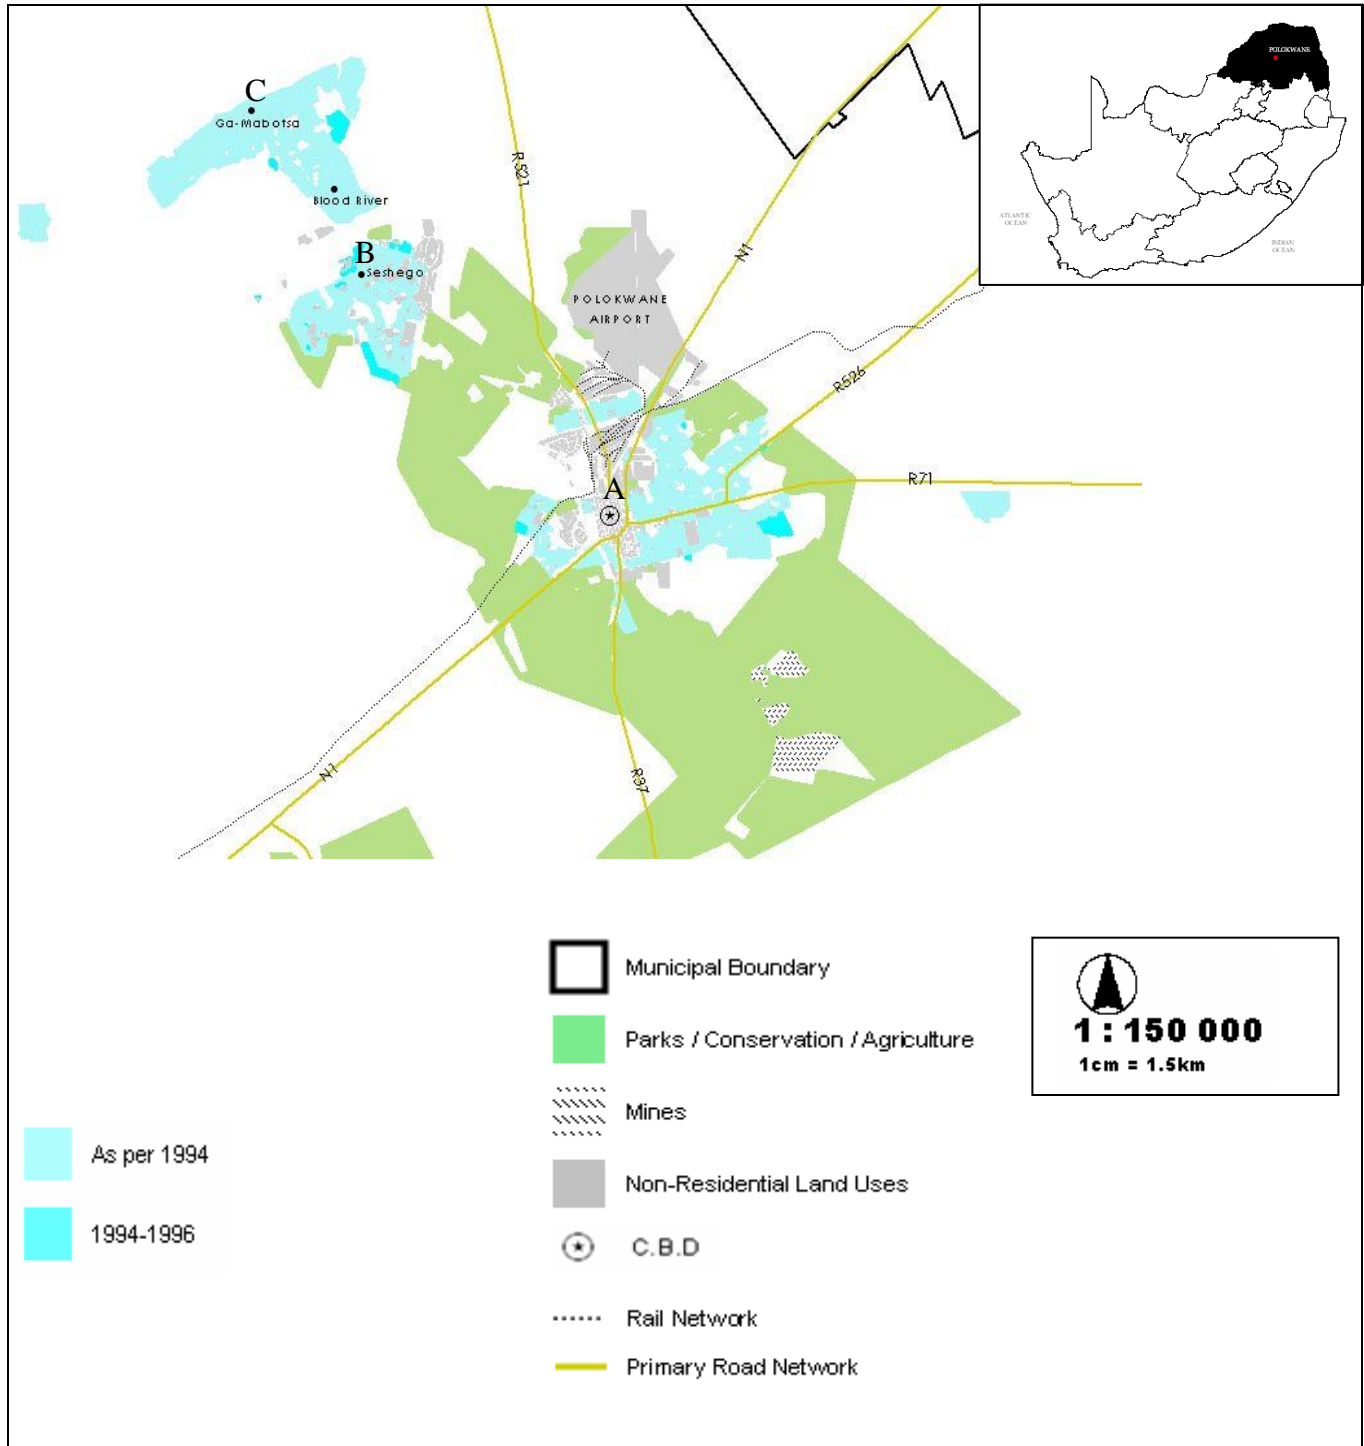 C
Ga-Mabotsa
Blood River
B
Seshego
R521
N1
POLOKWANE
AIRPORT
R526
A
R71
N1
R37
POLOKWANE
ATLANTIC
OCEAN
INDIAN
OCEAN
Municipal Boundary
Parks / Conservation / Agriculture
Mines
Non-Residential Land Uses
C.B.D
Rail Network
Primary Road Network
As per 1994
1994-1996
1 : 150 000
1cm = 1.5km